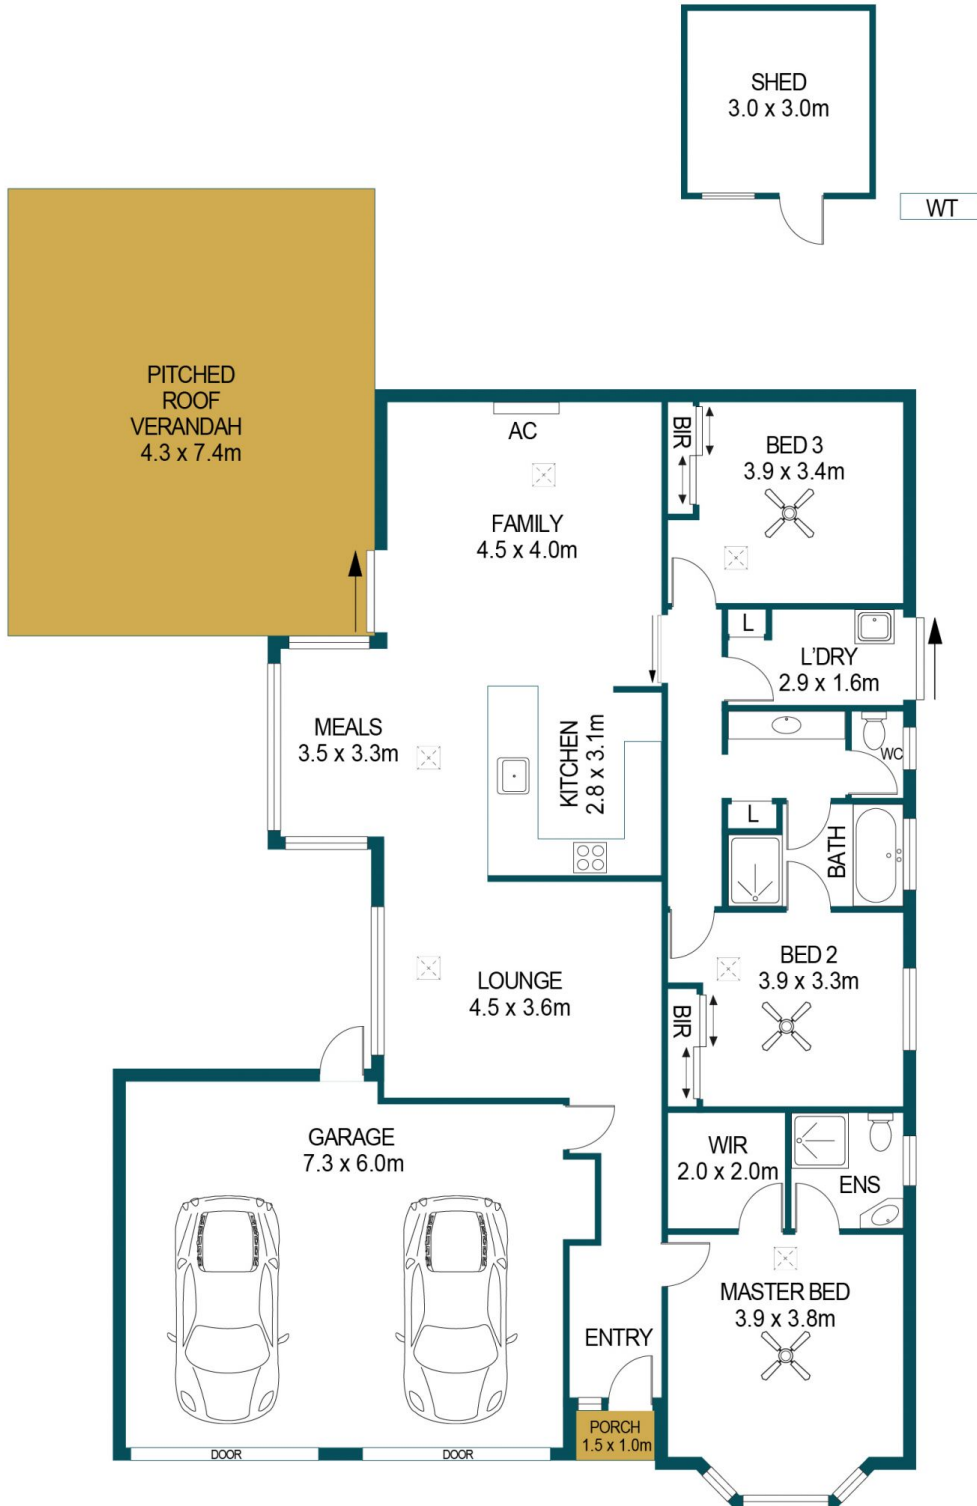 SHED
3.0 x 3.0m
WT
PITCHED
ROOF
VERANDAH
4.3 x 7.4m
AC
FAMILY
4.5 x 4.0m
BIR
BED 3
3.9 x 3.4m
L
L'DRY
2.9 x 1.6m
MEALS
3.5 x 3.3m
KITCHEN
2.8 x 3.1m
WC
L
BATH
LOUNGE
4.5 x 3.6m
BED 2
3.9 x 3.3m
BIR
GARAGE
7.3 x 6.0m
WIR
2.0 x 2.0m
ENS
MASTER BED
3.9 x 3.8m
ENTRY
PORCH
1.5 x 1.0m
DOOR
DOOR